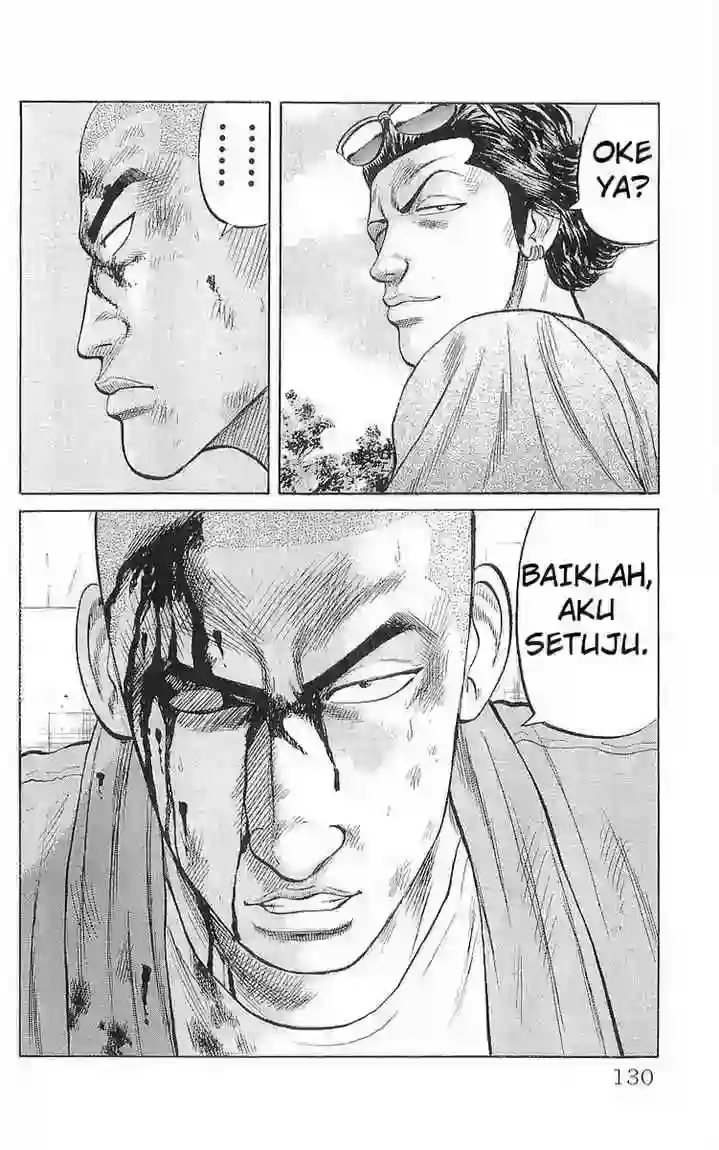 OKE
YA?
......
BAIKLAH,
AKU
SETUJU.
130